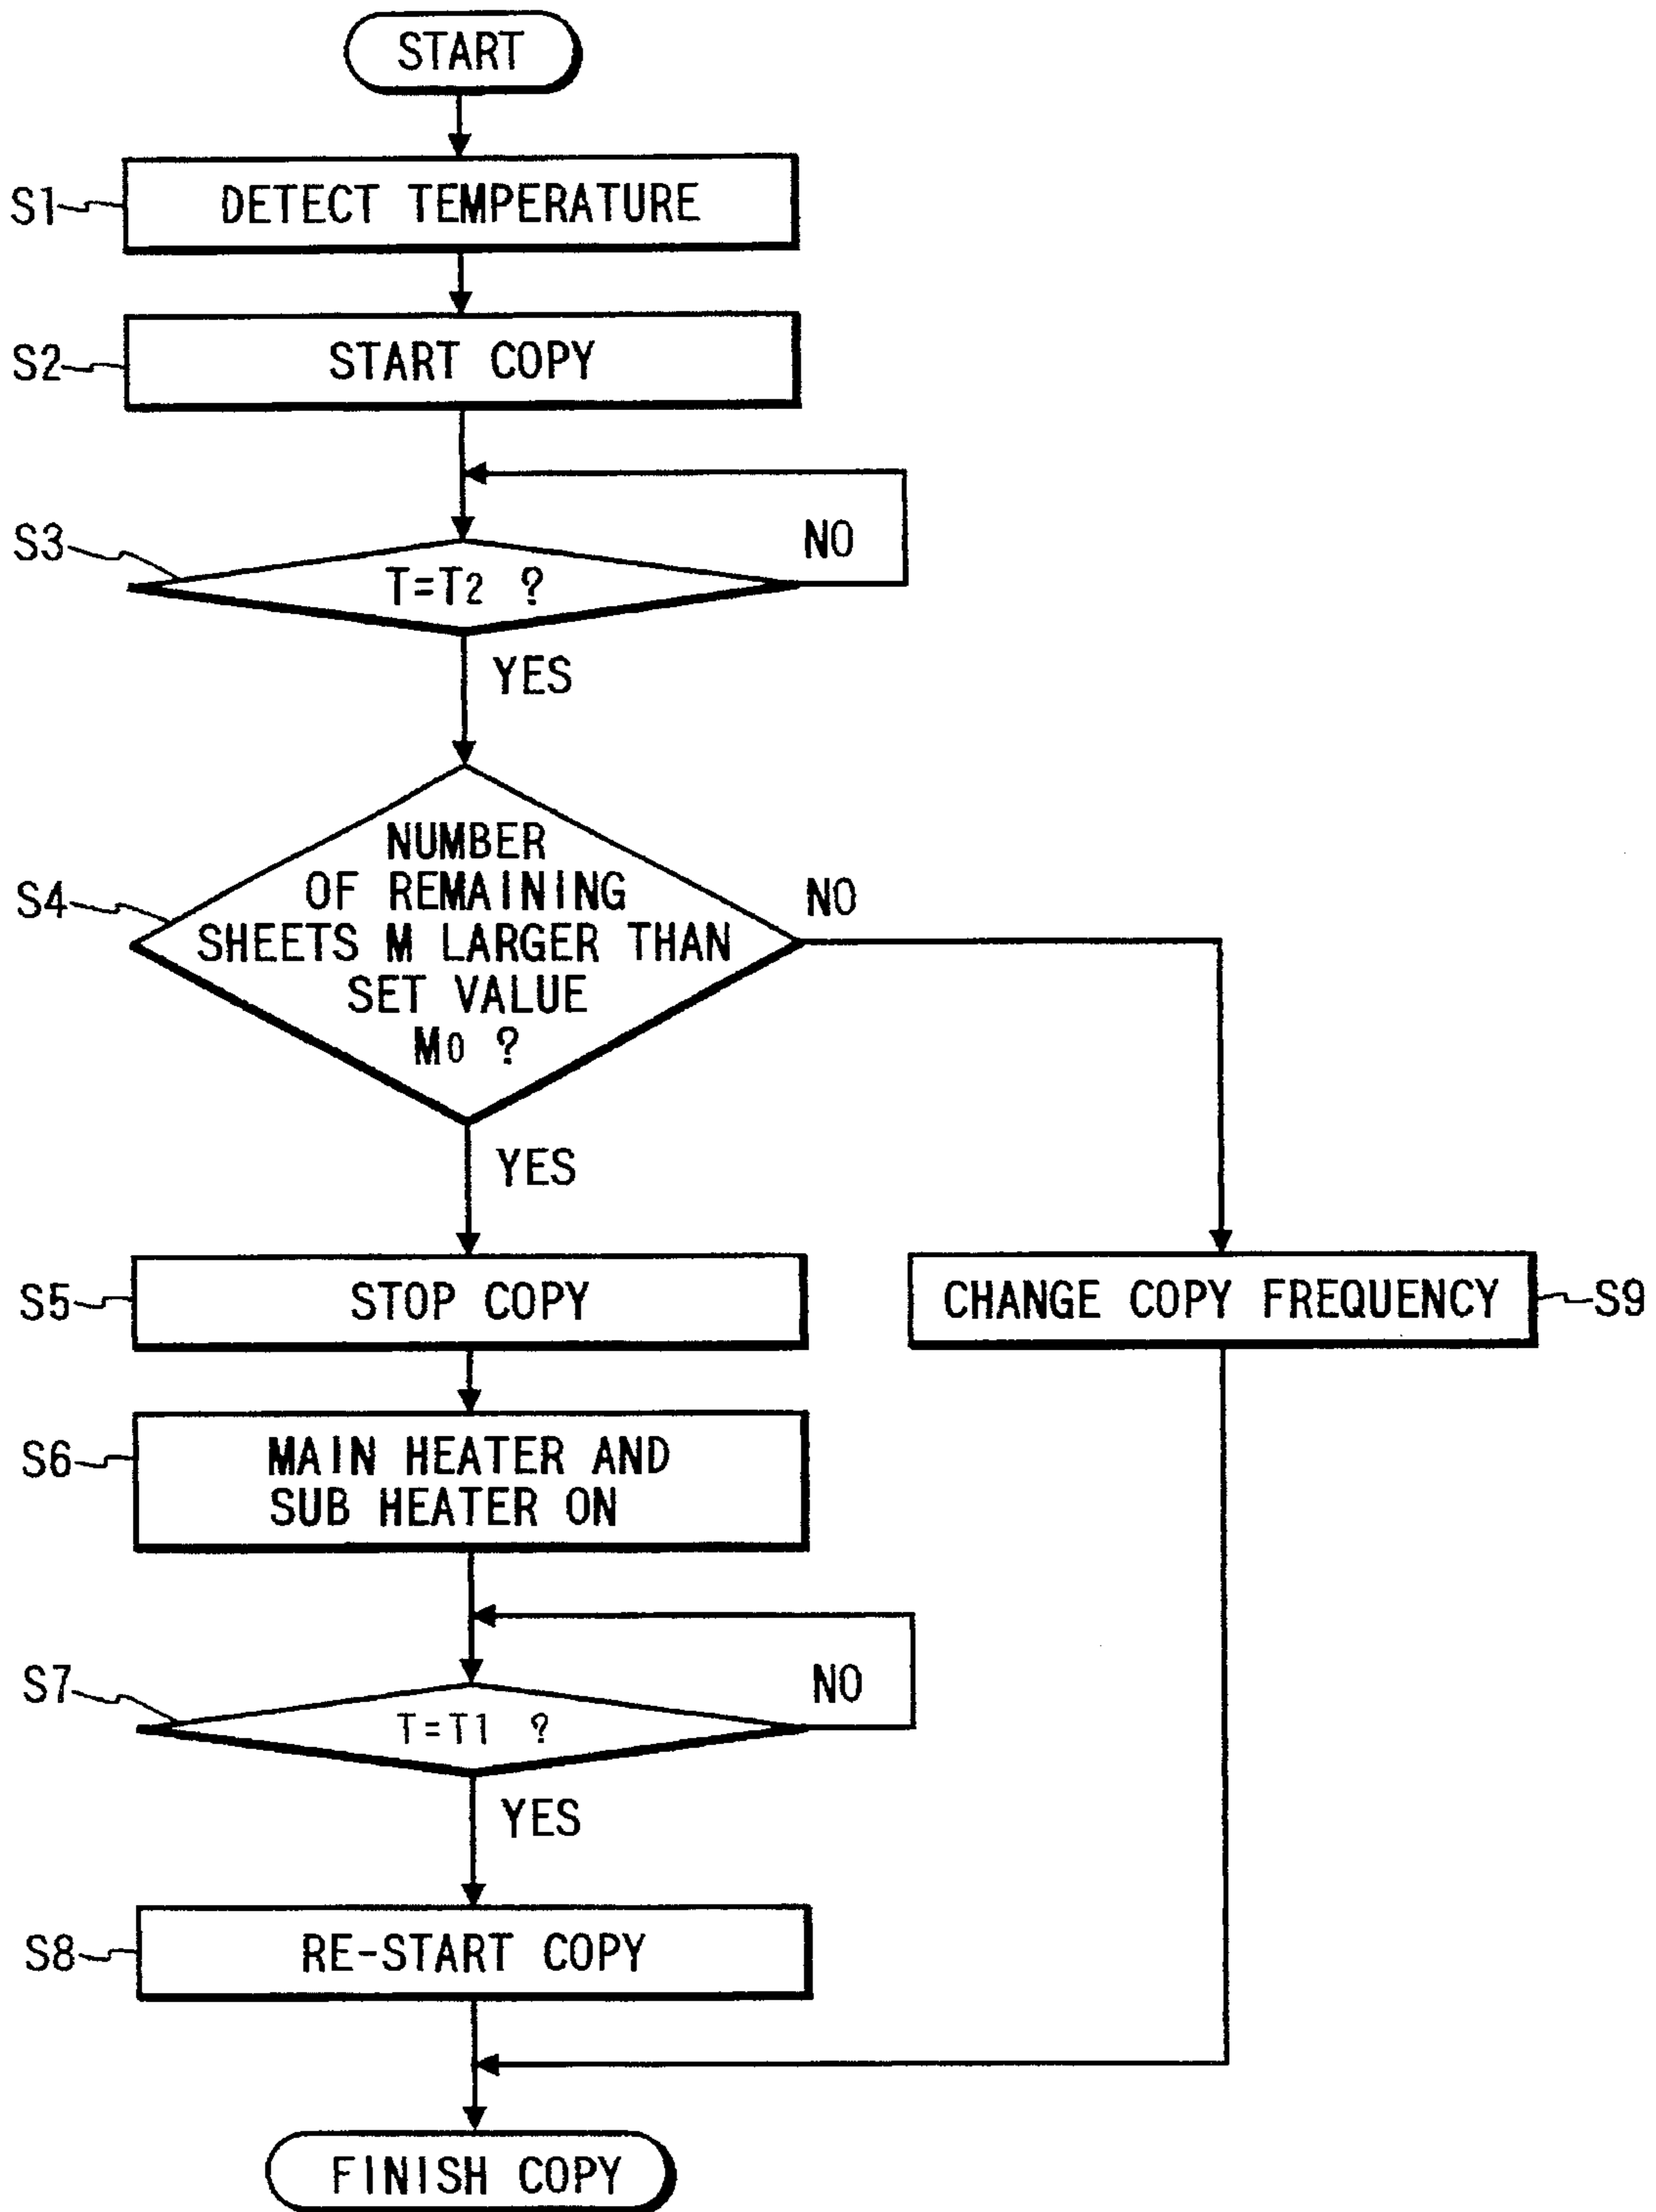 START
S1
DETECT TEMPERATURE
S2
START COPY
S3
T=T2 ?
NO
YES
S4
NUMBER
OF REMAINING
SHEETS M LARGER THAN
SET VALUE
M0 ?
NO
YES
S5
STOP COPY
CHANGE COPY FREQUENCY
S9
S6
MAIN HEATER AND
SUB HEATER ON
S7
T=T1 ?
NO
YES
S8
RE-START COPY
FINISH COPY